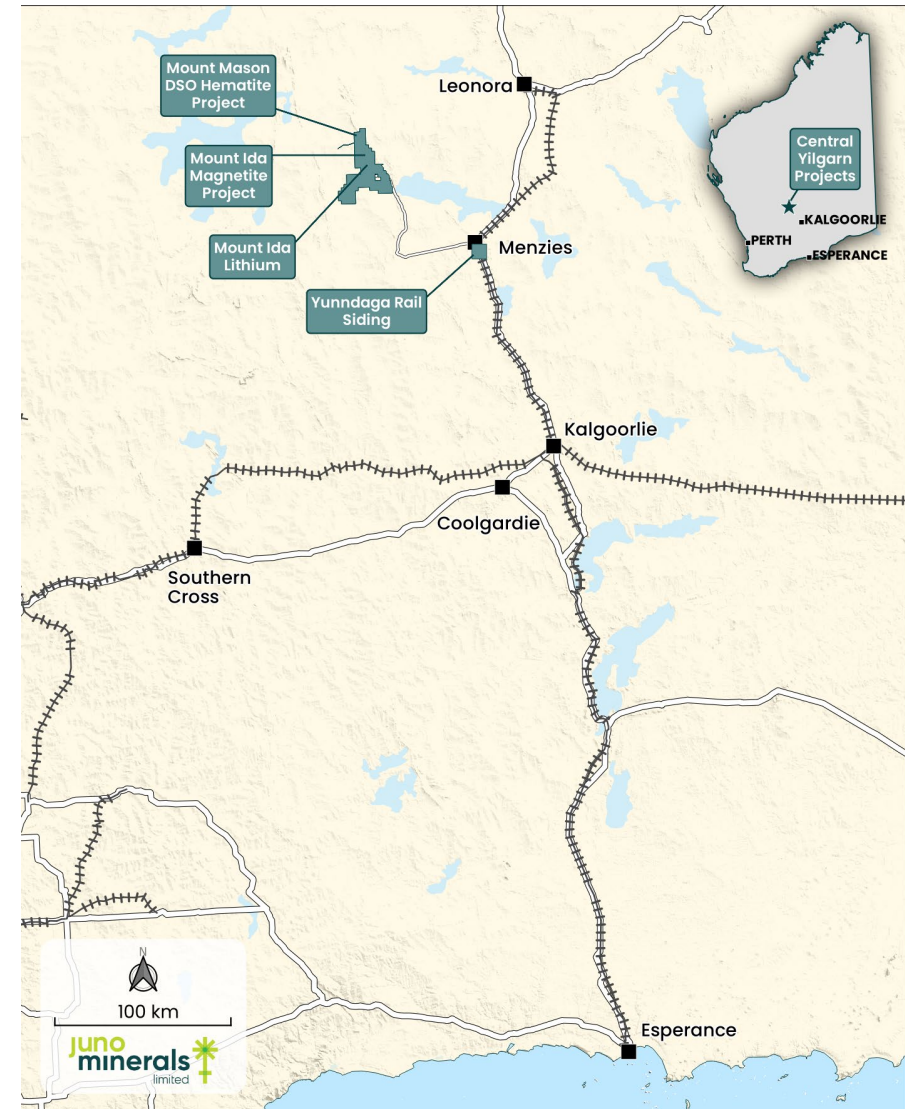 Mount Mason
DSO Hematite
Project
Leonora
Mount Ida
Magnetite
Project
Central
Yilgarn
Projects
KALGOORLIE
PERTH
ESPERANCE
Mount Ida
Lithium
Menzies
Yunndaga Rail
Siding
Kalgoorlie
Coolgardie
Southern
Cross
N
100 km
Esperance
juno
minerals
limited